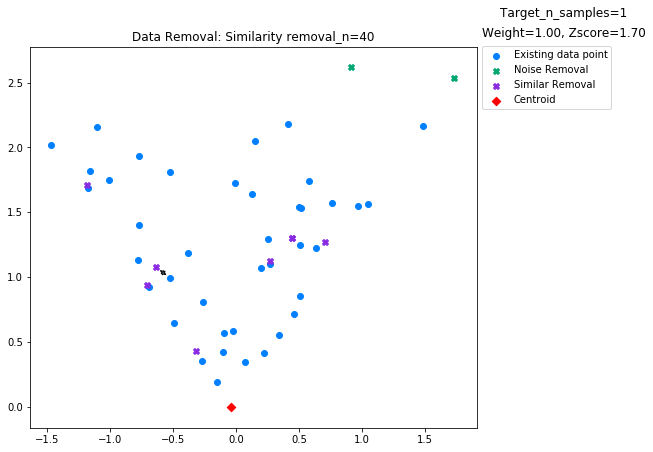 Target_n_samples=1
Weight=1.00, Zscore=1.70
Data Removal: Similarity removal_n=40
Existing data point
Noise Removal
Similar Removal
Centroid
2.5
2.0
1.5
1.0
0.5
0.0
−1.5 −1.0 −0.5 0.0 0.5 1.0 1.5